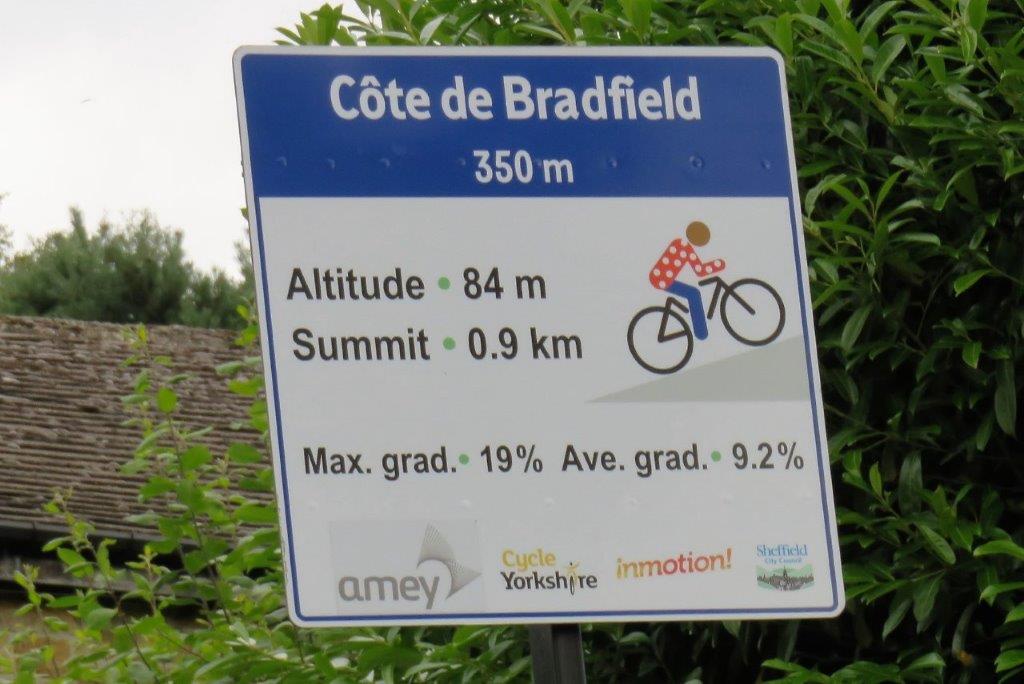 Côte de Bradfield
350 m
Altitude • 84 m
Summit • 0.9 km
Max. grad. • 19% Ave. grad. • 9.2%
amey
Cycle
Yorkshire
inmotion!
Sheffield
City Council